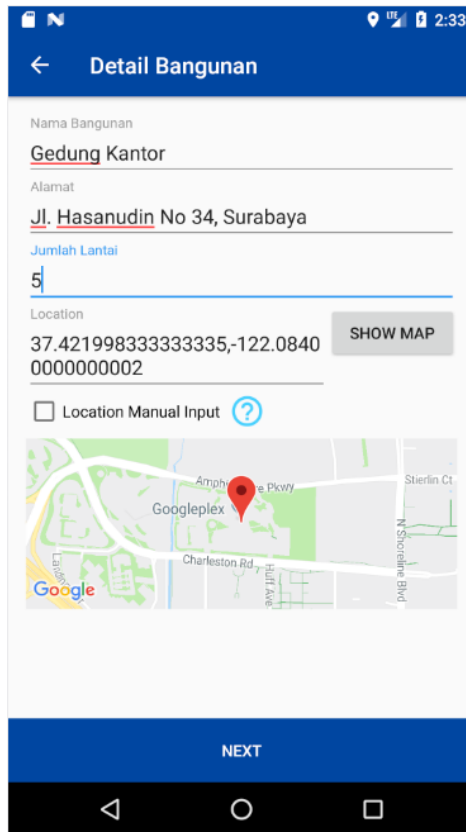 2:33
Detail Bangunan
Nama Bangunan
Gedung Kantor
Alamat
Jl. Hasanudin No 34, Surabaya
Jumlah Lantai
5
Location
37.421998333333335,-122.0840
0000000002
SHOW MAP
Location Manual Input ?
Pkwy
Stierlin Ct
Googleplex
Charleston Rd
N Shoreline Blvd
Huff Ave
Google
NEXT